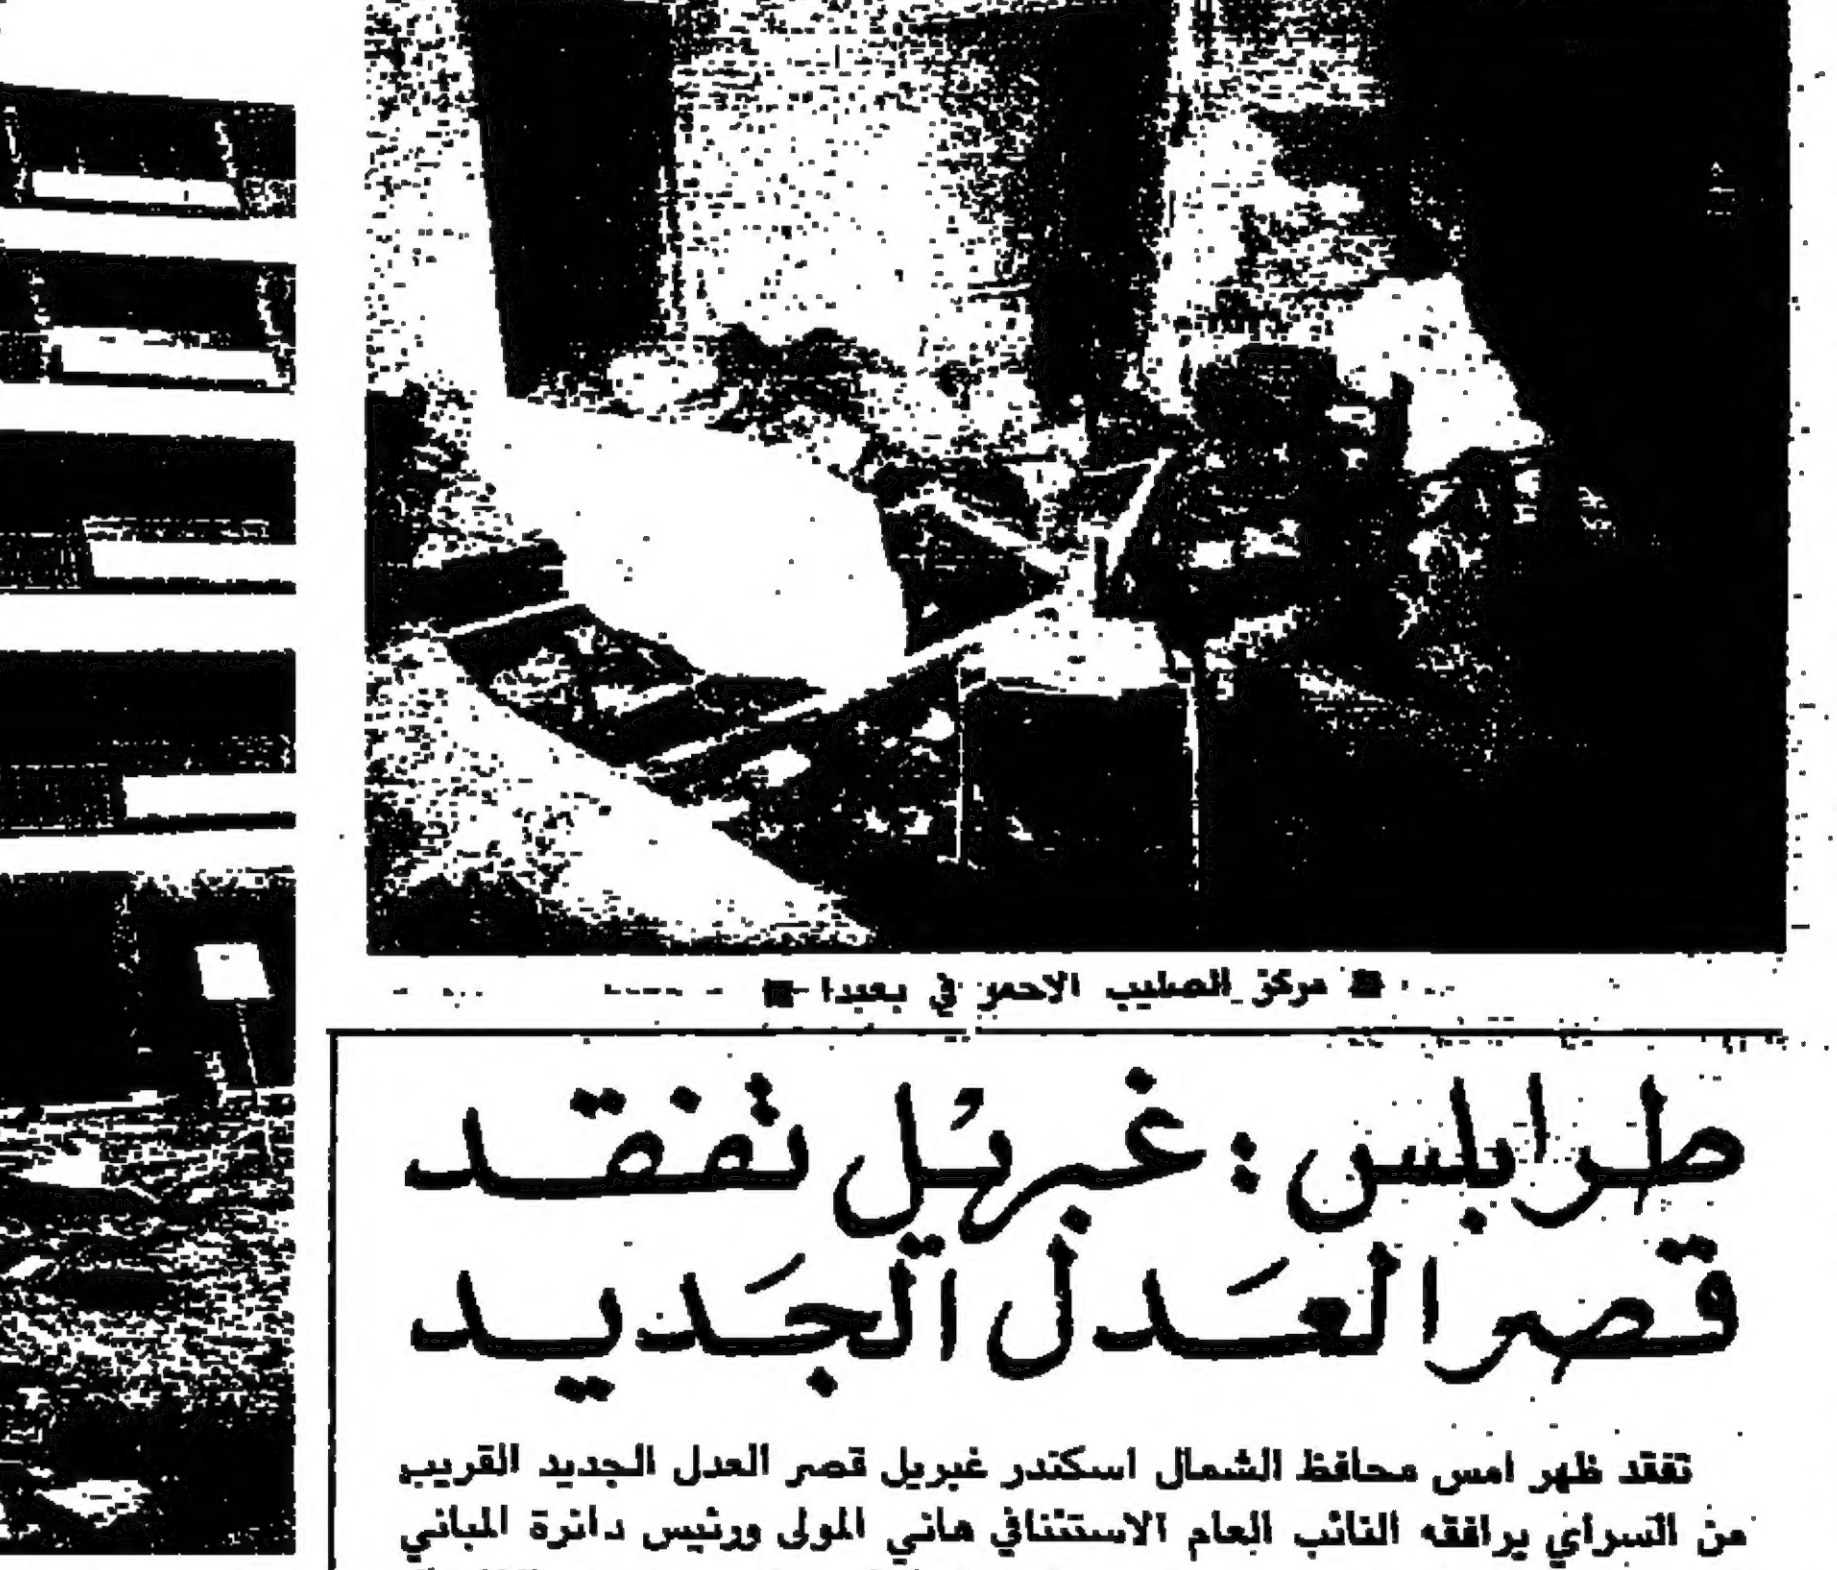 ■ مركز الصليب الاحمر في بعبدا ■
طرابلس : غبريل تفقد
قصر العدل الجديد
تفقد ظهر امس محافظ الشمال اسكندر غبريل قصر العدل الجديد القريب
من السراي يرافقه النائب العام الاستئنافي هاني المولى ورئيس دائرة المباني